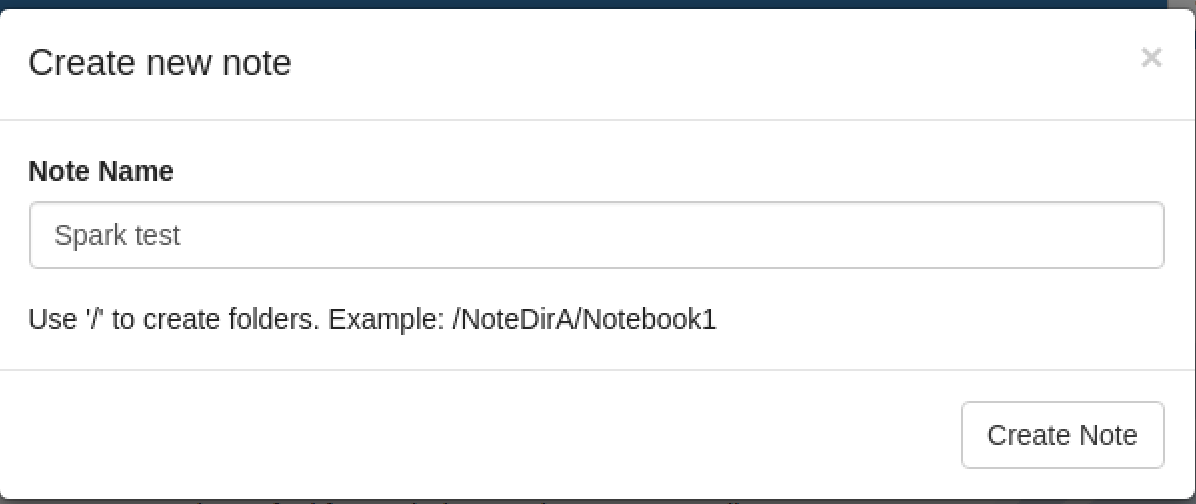 Create new note
×
Note Name
Spark test
Use '/' to create folders. Example: /NoteDirA/Notebook1
Create Note